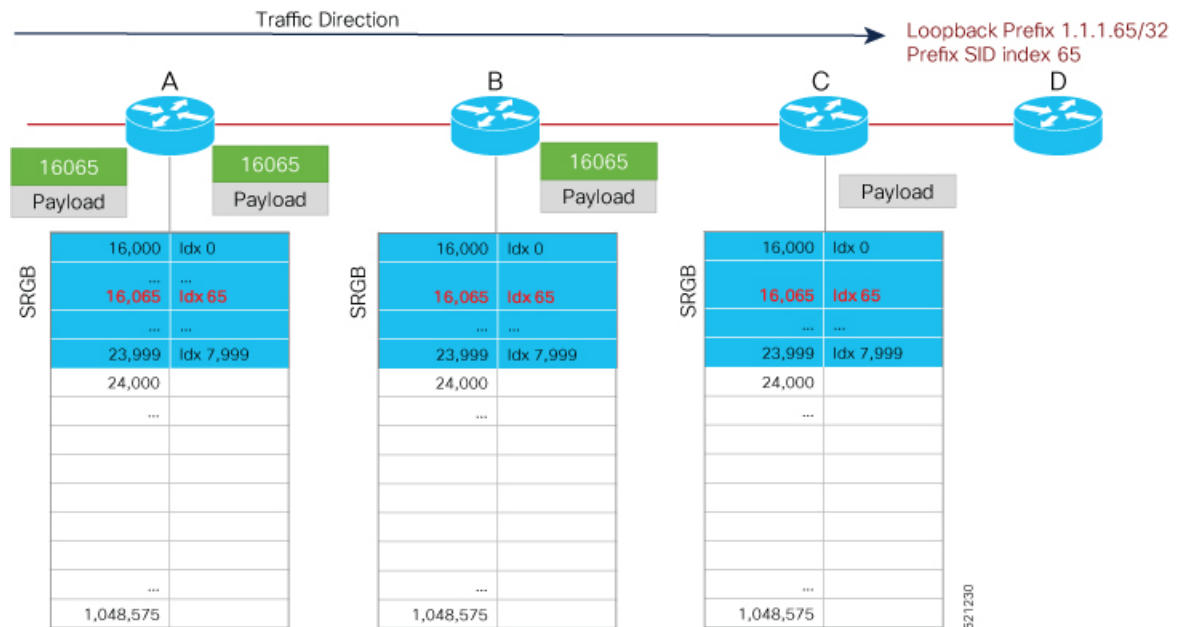 Traffic Direction
Loopback Prefix 1.1.1.65/32
Prefix SID index 65
A
B
C
D
16065
Payload
16065
Payload
16065
Payload
Payload
SRGB
16,000 Idx 0
... ...
16,065 Idx 65
... ...
23,999 Idx 7,999
24,000
...
...
1,048,575
SRGB
16,000 Idx 0
16,065 Idx 65
... ...
23,999 Idx 7,999
24,000
...
...
1,048,575
SRGB
16,000 Idx 0
16,065 Idx 65
... ...
23,999 Idx 7,999
24,000
...
...
1,048,575
521230